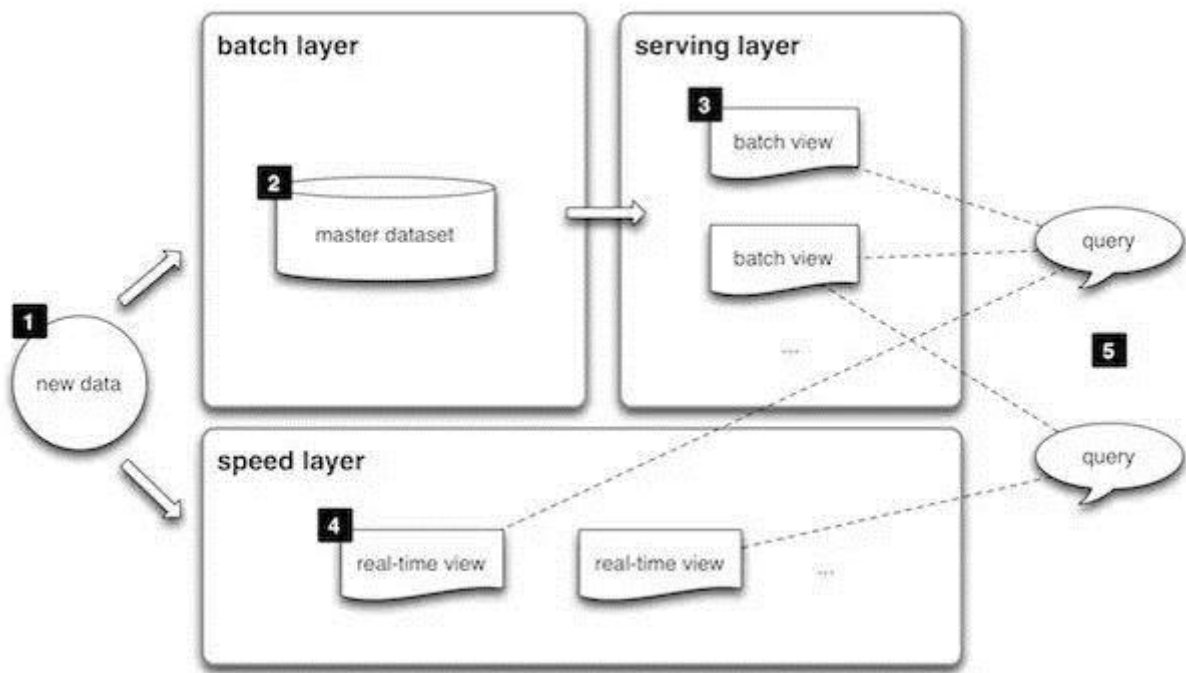 batch layer
serving layer
3
batch view
2
master dataset
batch view
query
1
new data
...
5
speed layer
query
4
real-time view
real-time view
...